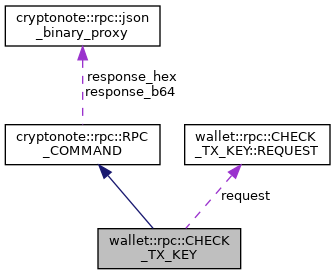 cryptonote::rpc::json
_binary_proxy
response_hex
response_b64
cryptonote::rpc::RPC
_COMMAND
wallet::rpc::CHECK
_TX_KEY::REQUEST
request
wallet::rpc::CHECK
_TX_KEY